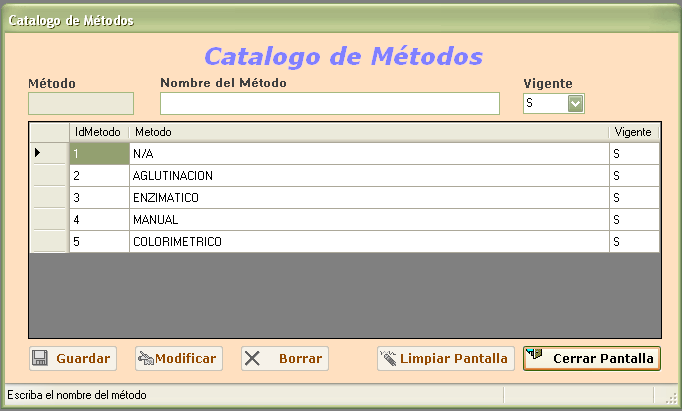 Catalogo de Métodos
Catalogo de Métodos
Método Nombre del Método Vigente
S
IdMetodo Metodo Vigente
1 N/A S
2 AGLUTINACION S
3 ENZIMATICO S
4 MANUAL S
5 COLORIMETRICO S
Guardar Modificar Borrar Limpiar Pantalla Cerrar Pantalla
Escriba el nombre del método